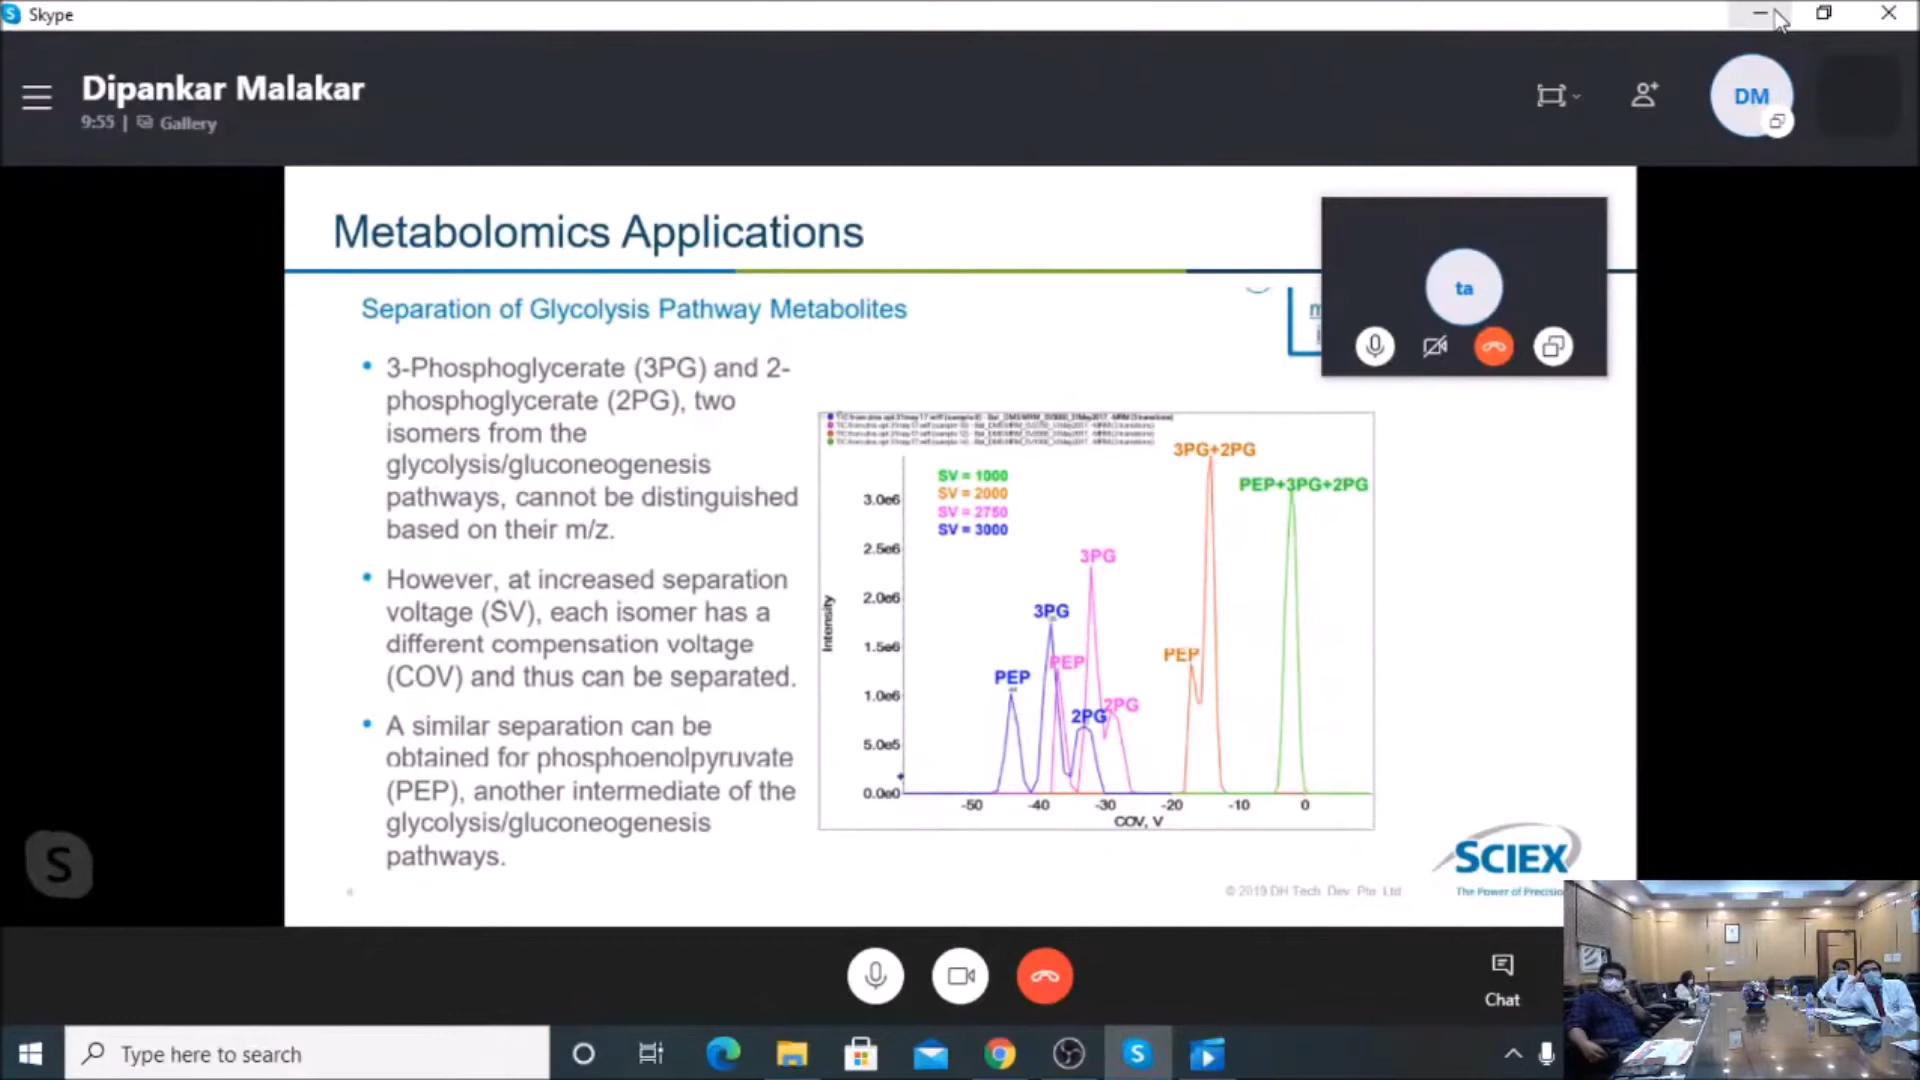 Skype
Dipankar Malakar
9:55 | Gallery
DM
Metabolomics Applications
ta
Separation of Glycolysis Pathway Metabolites
• 3-Phosphoglycerate (3PG) and 2-
phosphoglycerate (2PG), two
isomers from the
glycolysis/gluconeogenesis
pathways, cannot be distinguished
based on their m/z.
• However, at increased separation
voltage (SV), each isomer has a
different compensation voltage
(COV) and thus can be separated.
• A similar separation can be
obtained for phosphoenolpyruvate
(PEP), another intermediate of the
glycolysis/gluconeogenesis
pathways.
SV = 1000
SV = 2000
SV = 2750
SV = 3000
3PG+2PG
PEP+3PG+2PG
3PG
3PG
PEP
PEP
PEP
2PG
2PG
Intensity
3.0e6
2.5e6
2.0e6
1.5e6
1.0e6
5.0e5
0.0e0
-50 -40 -30 -20 -10 0
COV, V
SCIEX
The Power of Precisio
© 2019 DH Tech. Dev. Pte. Ltd
Chat
Type here to search